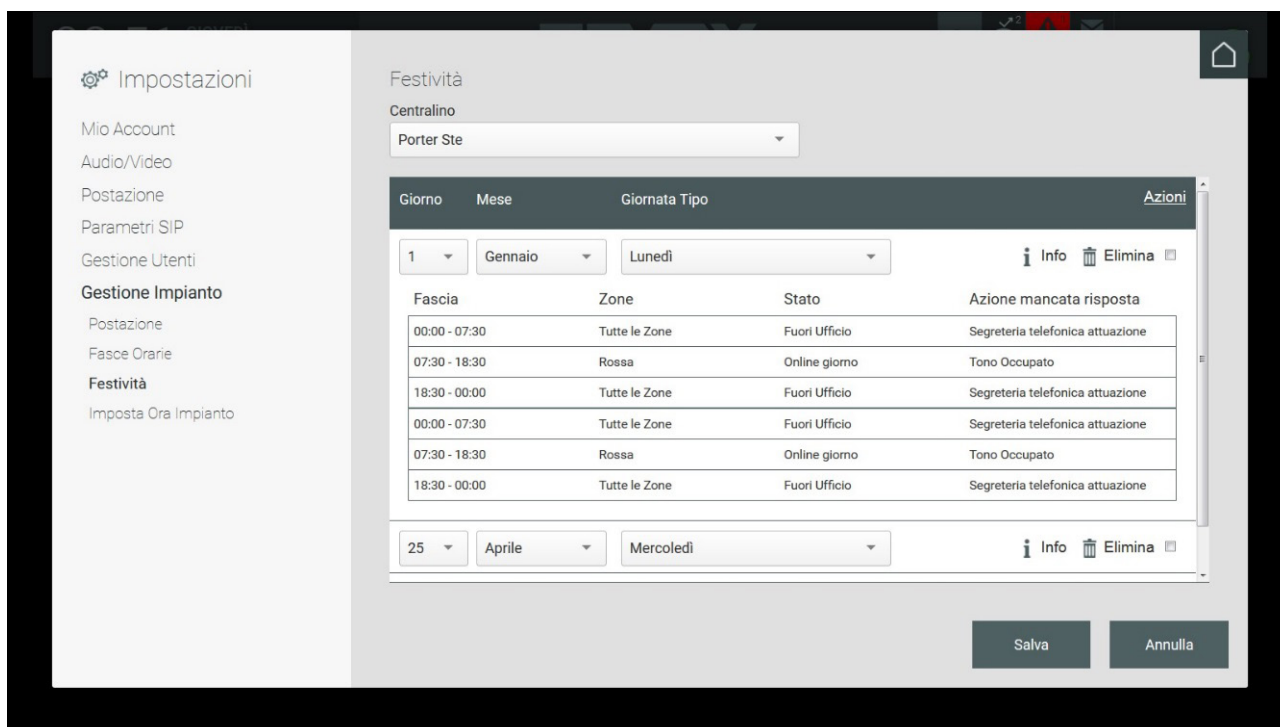 2
Impostazioni
Mio Account
Audio/Video
Postazione
Parametri SIP
Gestione Utenti
Gestione Impianto
Postazione
Fasce Orarie
Festività
Imposta Ora Impianto
Festività
Centralino
Porter Ste
Giorno Mese Giornata Tipo Azioni
1 Gennaio Lunedì Info Elimina
Fascia Zone Stato Azione mancata risposta
00:00 - 07:30 Tutte le Zone Fuori Ufficio Segreteria telefonica attuazione
07:30 - 18:30 Rossa Online giorno Tono Occupato
18:30 - 00:00 Tutte le Zone Fuori Ufficio Segreteria telefonica attuazione
00:00 - 07:30 Tutte le Zone Fuori Ufficio Segreteria telefonica attuazione
07:30 - 18:30 Rossa Online giorno Tono Occupato
18:30 - 00:00 Tutte le Zone Fuori Ufficio Segreteria telefonica attuazione
25 Aprile Mercoledì Info Elimina
Salva Annulla